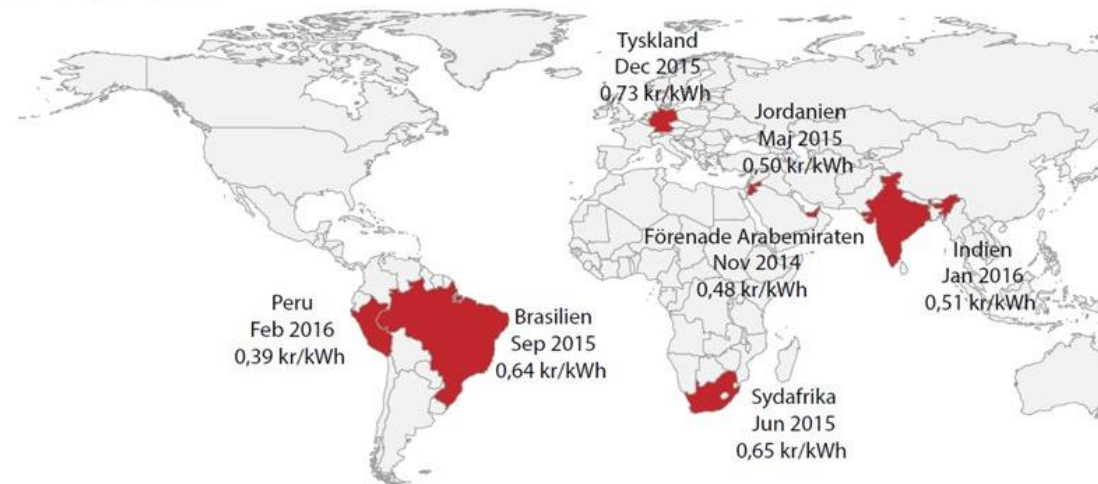 Tyskland
Dec 2015
0,73 kr/kWh
Jordanien
Maj 2015
0,50 kr/kWh
Förenade Arabemiraten
Nov 2014
0,48 kr/kWh
Indien
Jan 2016
0,51 kr/kWh
Peru
Feb 2016
0,39 kr/kWh
Brasilien
Sep 2015
0,64 kr/kWh
Sydafrika
Jun 2015
0,65 kr/kWh